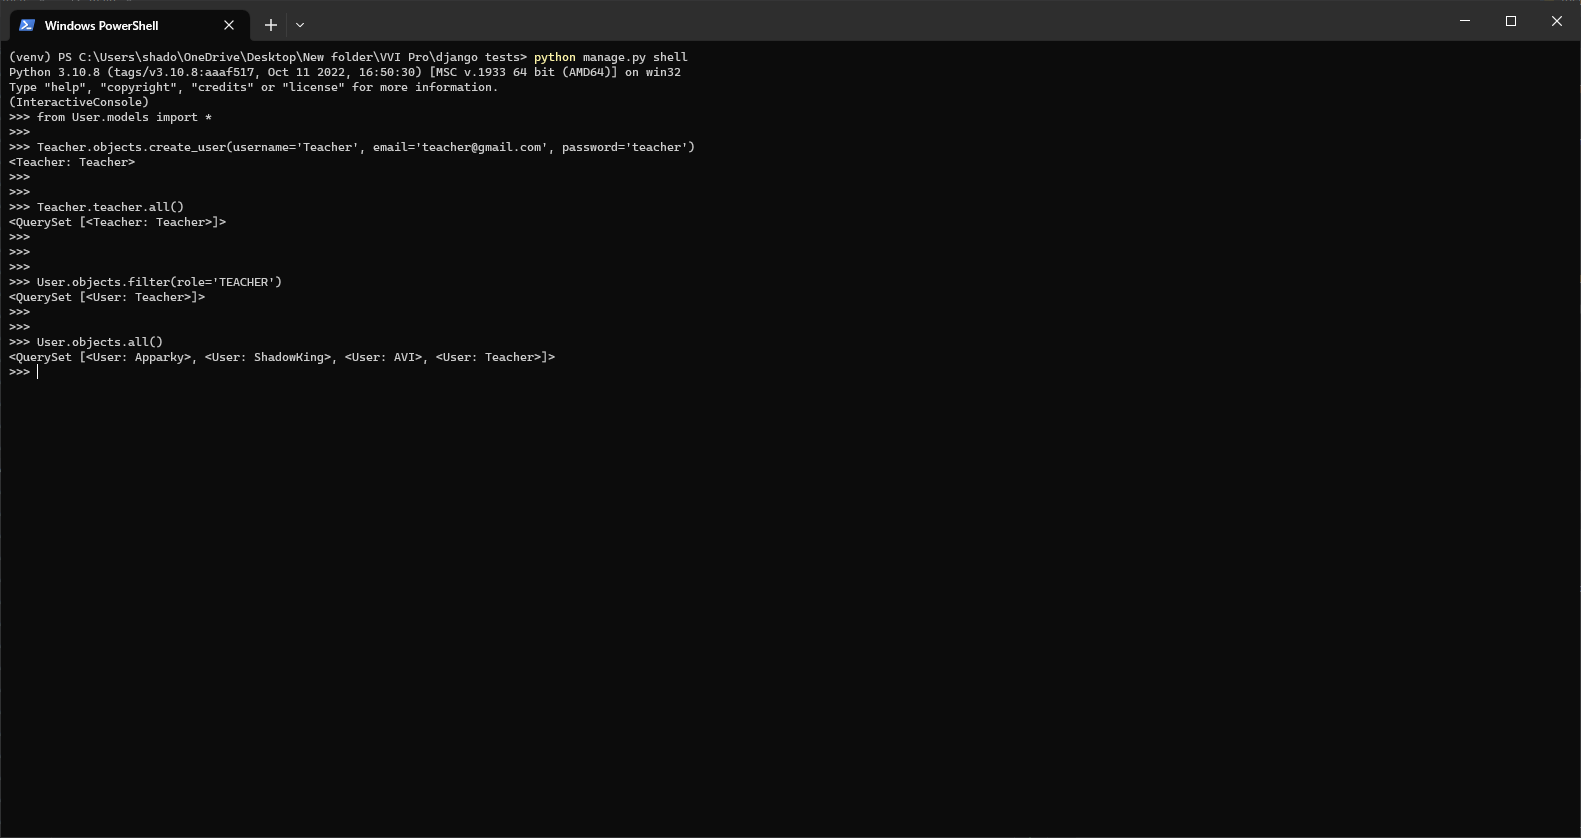 Windows PowerShell
(venv) PS C:\Users\shado\OneDrive\Desktop\New folder\VVI Pro\django tests> python manage.py shell
Python 3.10.8 (tags/v3.10.8:aaaf517, Oct 11 2022, 16:50:30) [MSC v.1933 64 bit (AMD64)] on win32
Type "help", "copyright", "credits" or "license" for more information.
(InteractiveConsole)
>>> from User.models import *
>>>
>>> Teacher.objects.create_user(username='Teacher', email='teacher@gmail.com', password='teacher')
<Teacher: Teacher>
>>>
>>>
>>> Teacher.teacher.all()
<QuerySet [<Teacher: Teacher>]>
>>>
>>>
>>>
>>> User.objects.filter(role='TEACHER')
<QuerySet [<User: Teacher>]>
>>>
>>>
>>> User.objects.all()
<QuerySet [<User: Apparky>, <User: ShadowKing>, <User: AVI>, <User: Teacher>]>
>>>